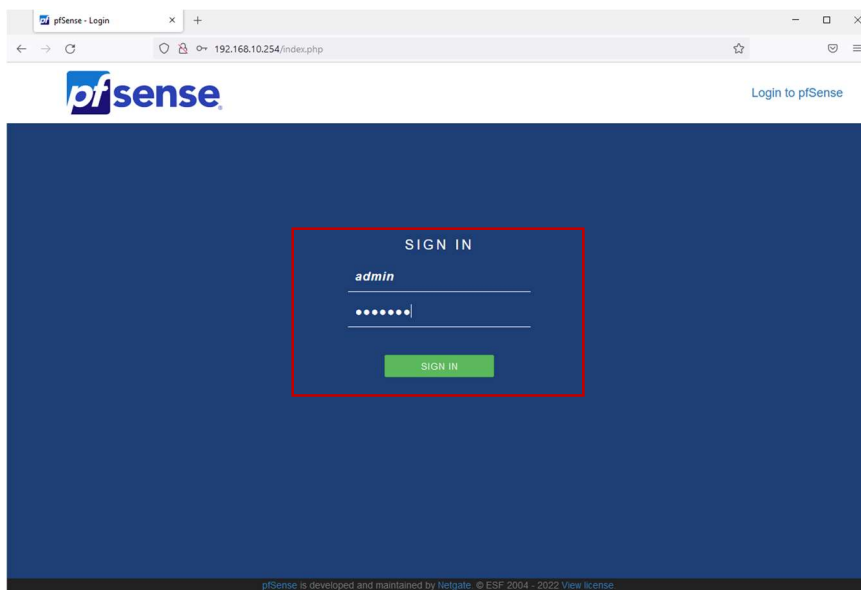 pfSense - Login
192.168.10.254/index.php
pfsense
Login to pfSense
SIGN IN
admin
SIGN IN
pfSense is developed and maintained by Netgate. © ESF 2004 - 2022 View license.